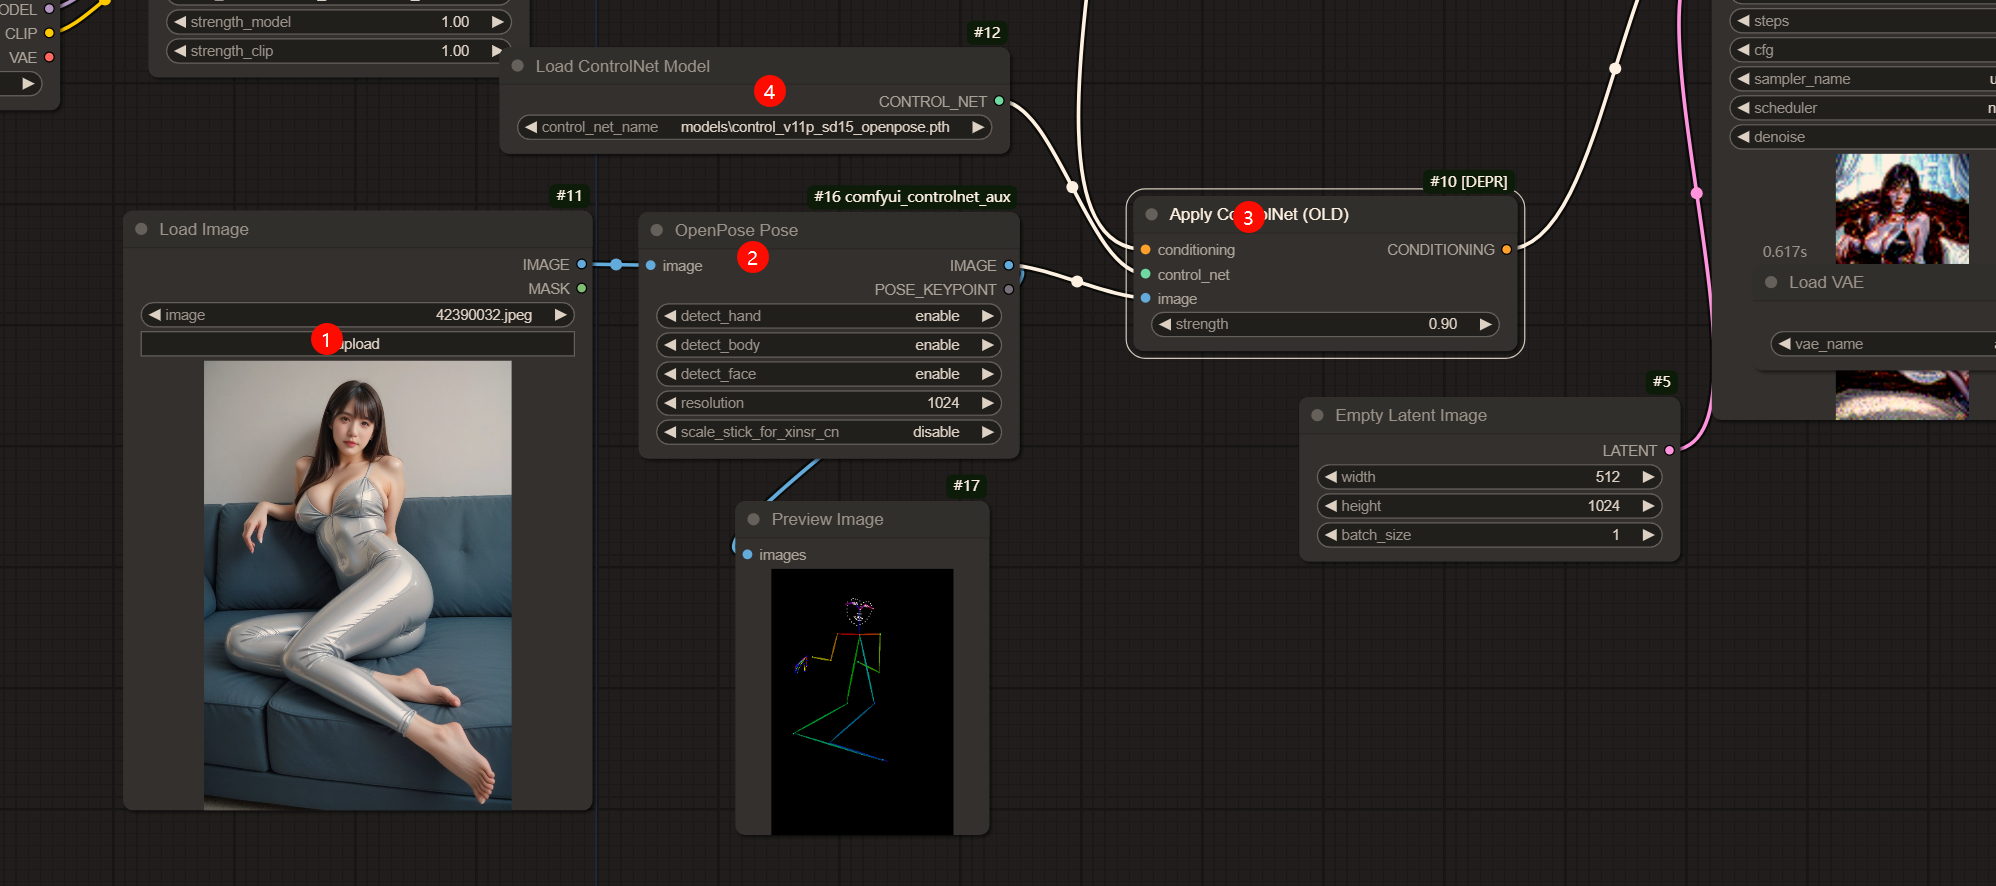 ODEL
CLIP
VAE
strength_model 1.00
strength_clip 1.00
#12
Load ControlNet Model
4
CONTROL_NET
control_net_name models\control_v11p_sd15_openpose.pth
#11
Load Image
IMAGE
MASK
image 42390032.jpeg
1
upload
#16 comfyui_controlnet_aux
OpenPose Pose
2
image IMAGE
POSE_KEYPOINT
detect_hand enable
detect_body enable
detect_face enable
resolution 1024
scale_stick_for_xinsr_cn disable
#17
Preview Image
images
#10 [DEPR]
Apply Co 3 lNet (OLD)
conditioning CONDITIONING
control_net
image
strength 0.90
#5
Empty Latent Image
LATENT
width 512
height 1024
batch_size 1
steps
cfg
sampler_name u
scheduler n
denoise
0.617s
Load VAE
vae_name